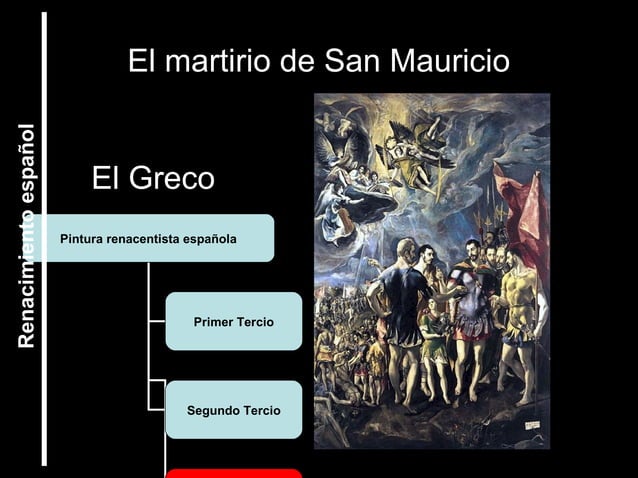 El martirio de San Mauricio
Renacimiento español
El Greco
Pintura renacentista española
Primer Tercio
Segundo Tercio